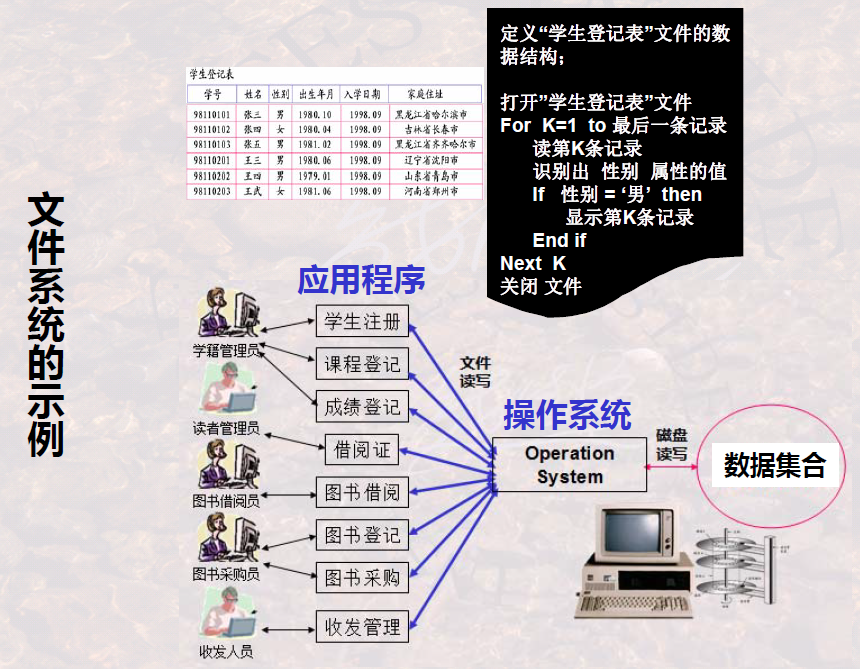 文件系统的示例
学生登记表
学号 姓名 性别 出生年月 入学日期 家庭住址
98110101 张三 男 1980.10 1998.09 黑龙江省哈尔滨市
98110102 张四 女 1980.04 1998.09 吉林省长春市
98110103 张五 男 1981.02 1998.09 黑龙江省齐齐哈尔市
98110201 王三 男 1980.06 1998.09 辽宁省沈阳市
98110202 王四 男 1979.01 1998.09 山东省青岛市
98110203 王武 女 1981.06 1998.09 河南省郑州市
定义“学生登记表”文件的数
据结构；
打开”学生登记表”文件
For K=1 to 最后一条记录
读第K条记录
识别出 性别 属性的值
If 性别 = ‘男’ then
显示第K条记录
End if
Next K
关闭 文件
应用程序
学籍管理员
读者管理员
图书借阅员
图书采购员
收发人员
学生注册
课程登记
成绩登记
借阅证
图书借阅
图书登记
图书采购
收发管理
文件
读写
操作系统
Operation
System
磁盘
读写
数据集合